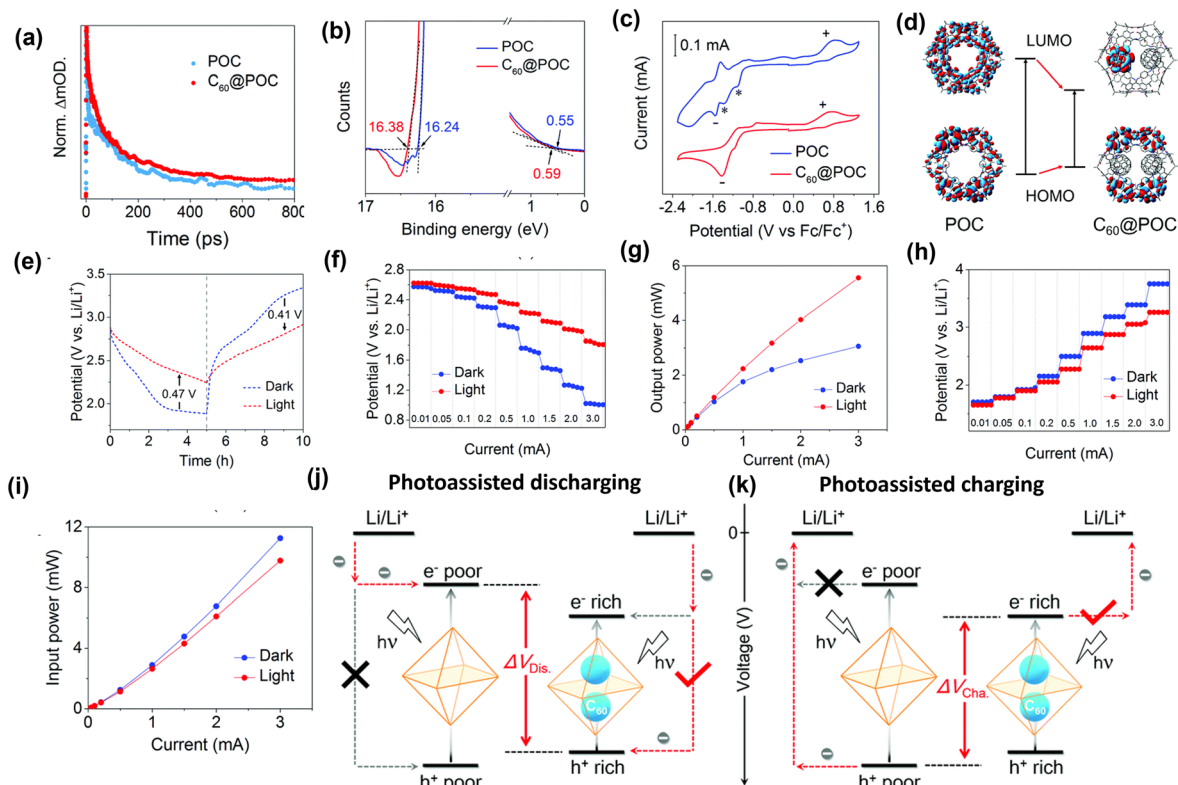 (a)
Norm. ΔmOD.
POC
C₆₀@POC
0 200 400 600 800
Time (ps)
(b)
Counts
POC
C₆₀@POC
16.38
16.24
0.55
0.59
17 16 1 0
Binding energy (eV)
(c)
Current (mA)
0.1 mA
+
*
*
-
+
-
POC
C₆₀@POC
-2.4 -1.6 -0.8 0.0 0.8 1.6
Potential (V vs Fc/Fc⁺)
(d)
LUMO
HOMO
POC
C₆₀@POC
(e)
Potential (V vs. Li/Li⁺)
3.5
3.0
2.5
2.0
0.41 V
0.47 V
Dark
Light
0 2 4 6 8 10
Time (h)
(f)
Potential (V vs. Li/Li⁺)
2.8
2.4
2.0
1.6
1.2
0.8
Dark
Light
0.01 0.05 0.1 0.2 0.5 1.0 1.5 2.0 3.0
Current (mA)
(g)
Output power (mW)
6
4
2
0
Dark
Light
0 1 2 3
Current (mA)
(h)
Potential (V vs. Li/Li⁺)
4
3
2
Dark
Light
0.01 0.05 0.1 0.2 0.5 1.0 1.5 2.0 3.0
Current (mA)
(i)
Input power (mW)
12
8
4
0
Dark
Light
0 1 2 3
Current (mA)
(j)
Photoassisted discharging
Li/Li⁺
Li/Li⁺
e⁻ poor
e⁻ rich
hν
hν
ΔV Dis.
C₆₀
h⁺ poor
h⁺ rich
(k)
Photoassisted charging
0
Voltage (V)
Li/Li⁺
Li/Li⁺
e⁻ poor
e⁻ rich
hν
hν
ΔV Cha.
C₆₀
h⁺ poor
h⁺ rich